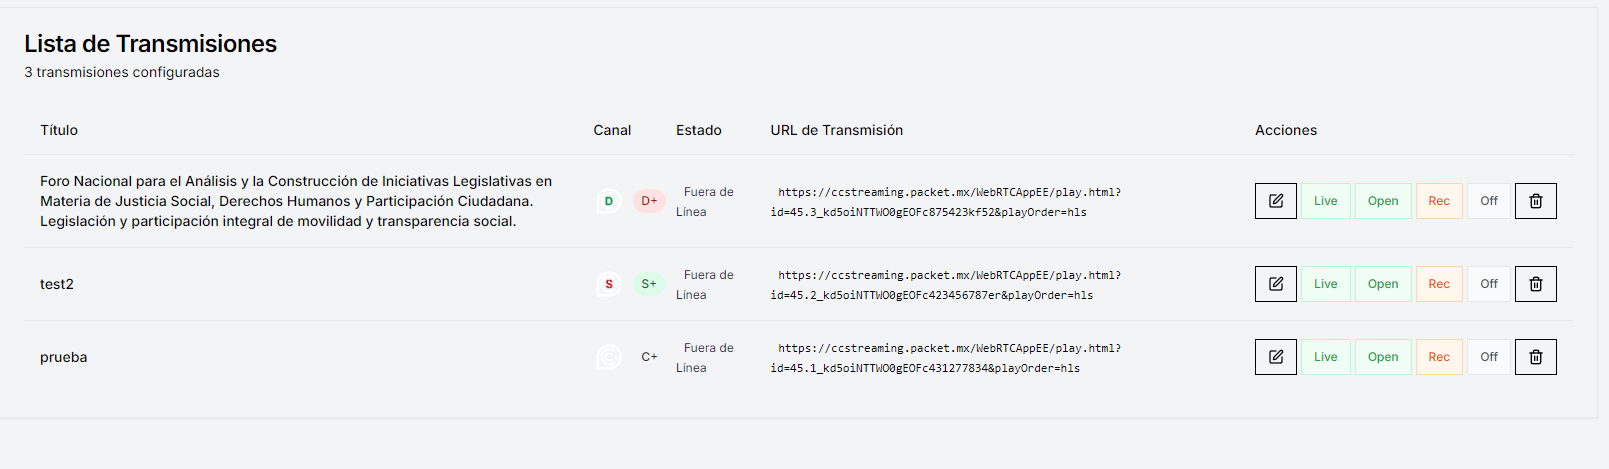 Lista de Transmisiones
3 transmisiones configuradas
Título Canal Estado URL de Transmisión Acciones
Foro Nacional para el Análisis y la Construcción de Iniciativas Legislativas en
Materia de Justicia Social, Derechos Humanos y Participación Ciudadana.
Legislación y participación integral de movilidad y transparencia social.
D D+
Fuera de
Línea
https://ccstreaming.packet.mx/WebRTCAppEE/play.html?
id=45.3_kd5oiNTTWO0gEOFc875423kf52&playOrder=hls
Live Open Rec Off
test2
S S+
Fuera de
Línea
https://ccstreaming.packet.mx/WebRTCAppEE/play.html?
id=45.2_kd5oiNTTWO0gEOFc423456787er&playOrder=hls
Live Open Rec Off
prueba
C C+
Fuera de
Línea
https://ccstreaming.packet.mx/WebRTCAppEE/play.html?
id=45.1_kd5oiNTTWO0gEOFc431277834&playOrder=hls
Live Open Rec Off